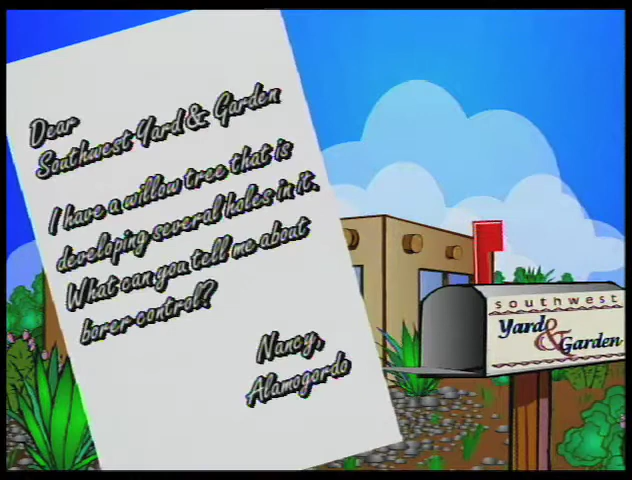 Dear
Southwest Yard & Garden
I have a willow tree that is
developing several holes in it.
What can you tell me about
borer control?
Nancy,
Alamogordo
southwest
Yard &
Garden